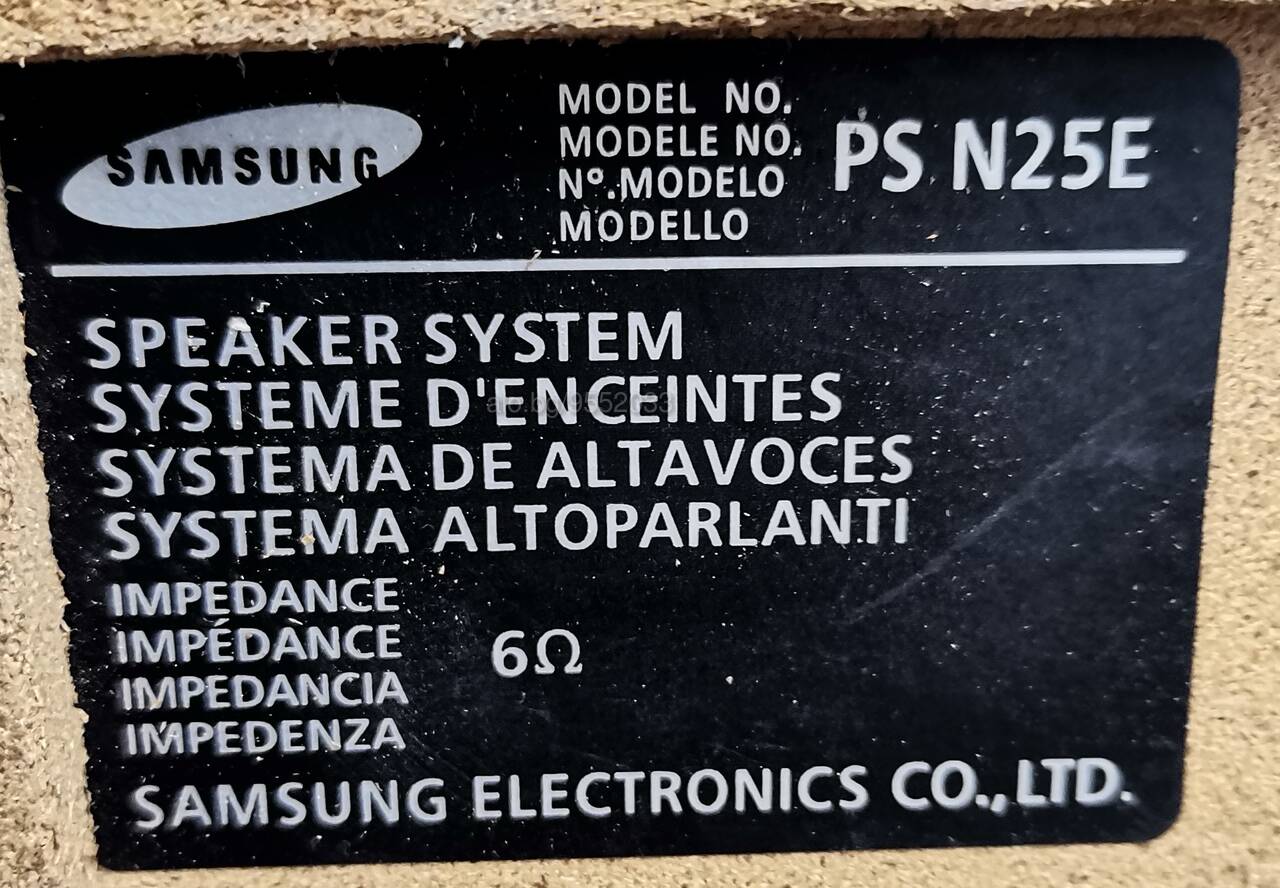 SAMSUNG
MODEL NO.
MODELE NO.
Nº.MODELO
MODELLO
PS N25E
SPEAKER SYSTEM
SYSTEME D'ENCEINTES
SYSTEMA DE ALTAVOCES
SYSTEMA ALTOPARLANTI
IMPEDANCE
IMPÉDANCE
IMPEDANCIA
IMPEDENZA
6Ω
SAMSUNG ELECTRONICS CO.,LTD.